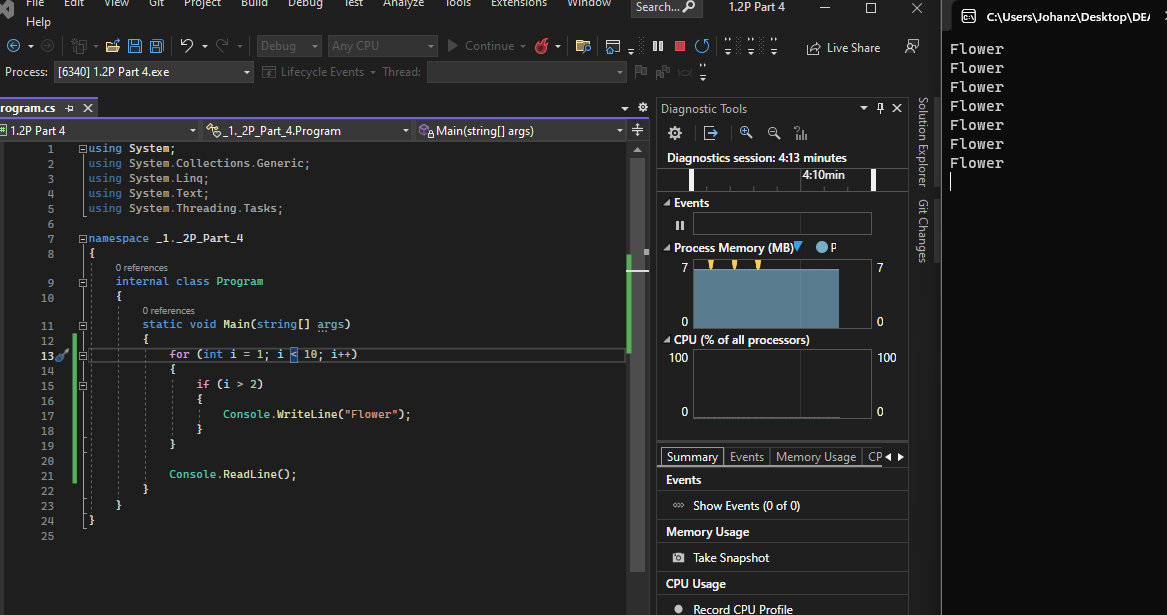 File Edit View Git Project Build Debug Test Analyze Tools Extensions Window Search... 1.2P Part 4
Help
Debug Any CPU Continue Live Share
Process: [6340] 1.2P Part 4.exe Lifecycle Events Thread:
rogram.cs
1.2P Part 4 _1._2P_Part_4.Program Main(string[] args)
1 using System;
2 using System.Collections.Generic;
3 using System.Linq;
4 using System.Text;
5 using System.Threading.Tasks;
6
7 namespace _1._2P_Part_4
8 {
0 references
9 internal class Program
10 {
0 references
11 static void Main(string[] args)
12 {
13 for (int i = 1; i < 10; i++)
14 {
15 if (i > 2)
16 {
17 Console.WriteLine("Flower");
18 }
19 }
20
21 Console.ReadLine();
22 }
23 }
24 }
25
Diagnostic Tools
Diagnostics session: 4:13 minutes
4:10min
Events
Process Memory (MB) P
7 7
0 0
CPU (% of all processors)
100 100
0 0
Summary Events Memory Usage CP
Events
Show Events (0 of 0)
Memory Usage
Take Snapshot
CPU Usage
Record CPU Profile
Solution Explorer
Git Changes
C:\Users\Johanz\Desktop\DEA
Flower
Flower
Flower
Flower
Flower
Flower
Flower